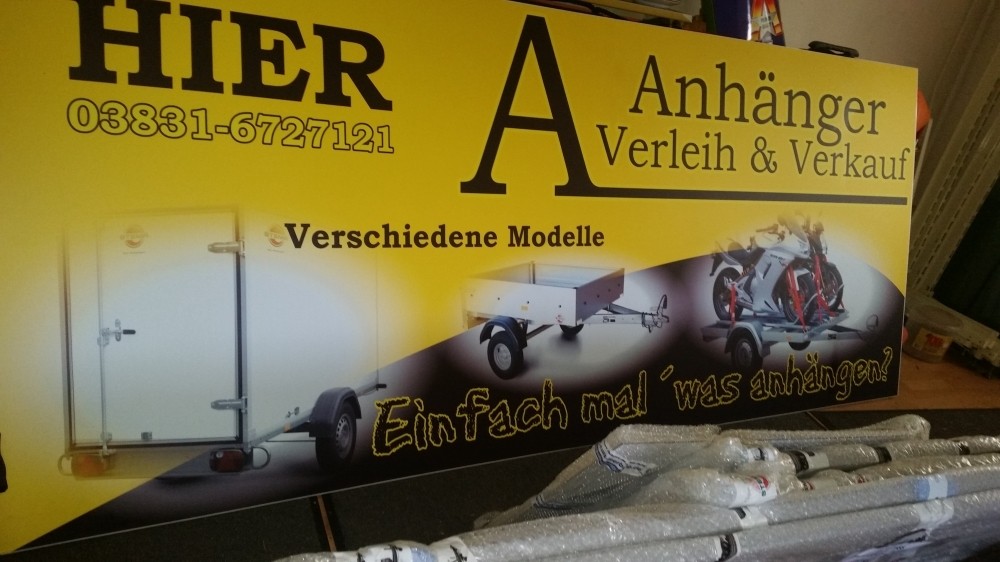 HIER
03831-6727121
A
Anhänger
Verleih & Verkauf
Verschiedene Modelle
Einfach mal ´was anhängen?